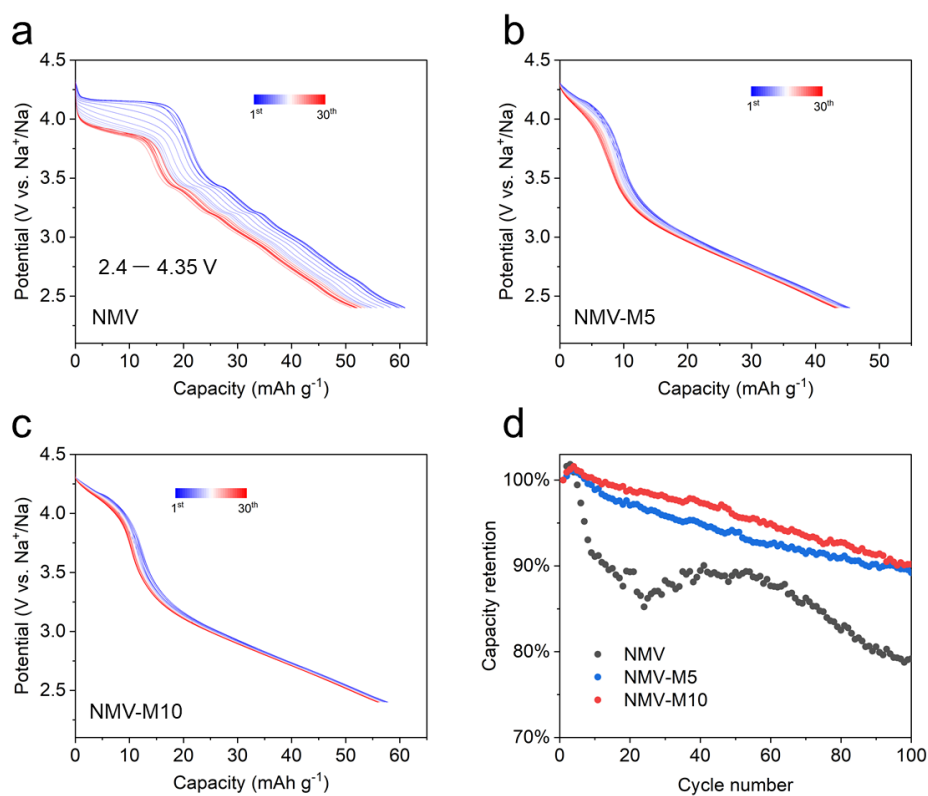 a
4.5
4.0
3.5
3.0
2.5
Potential (V vs. Na⁺/Na)
1st 30th
2.4 — 4.35 V
NMV
0 10 20 30 40 50 60
Capacity (mAh g⁻¹)
b
4.5
4.0
3.5
3.0
2.5
Potential (V vs. Na⁺/Na)
1st 30th
NMV-M5
0 10 20 30 40 50
Capacity (mAh g⁻¹)
c
4.5
4.0
3.5
3.0
2.5
Potential (V vs. Na⁺/Na)
1st 30th
NMV-M10
0 10 20 30 40 50 60
Capacity (mAh g⁻¹)
d
100%
90%
80%
70%
Capacity retention
NMV
NMV-M5
NMV-M10
0 20 40 60 80 100
Cycle number